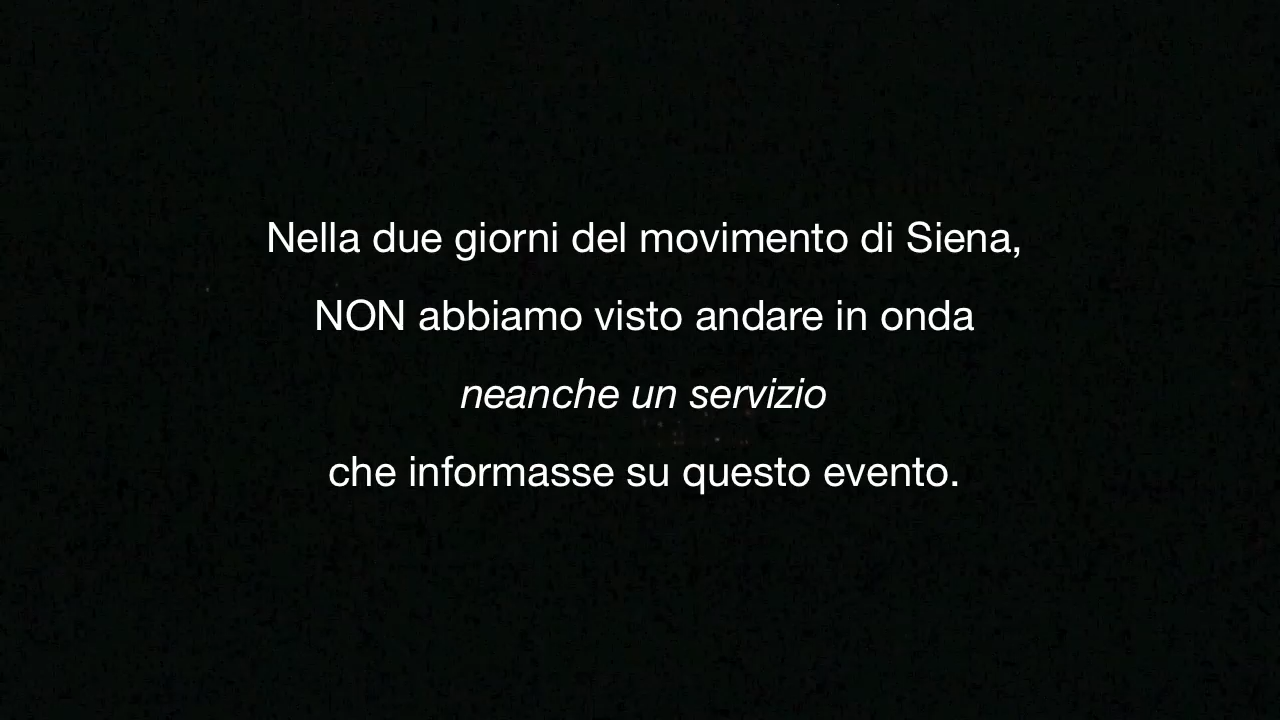 Nella due giorni del movimento di Siena,
NON abbiamo visto andare in onda
neanche un servizio
che informasse su questo evento.